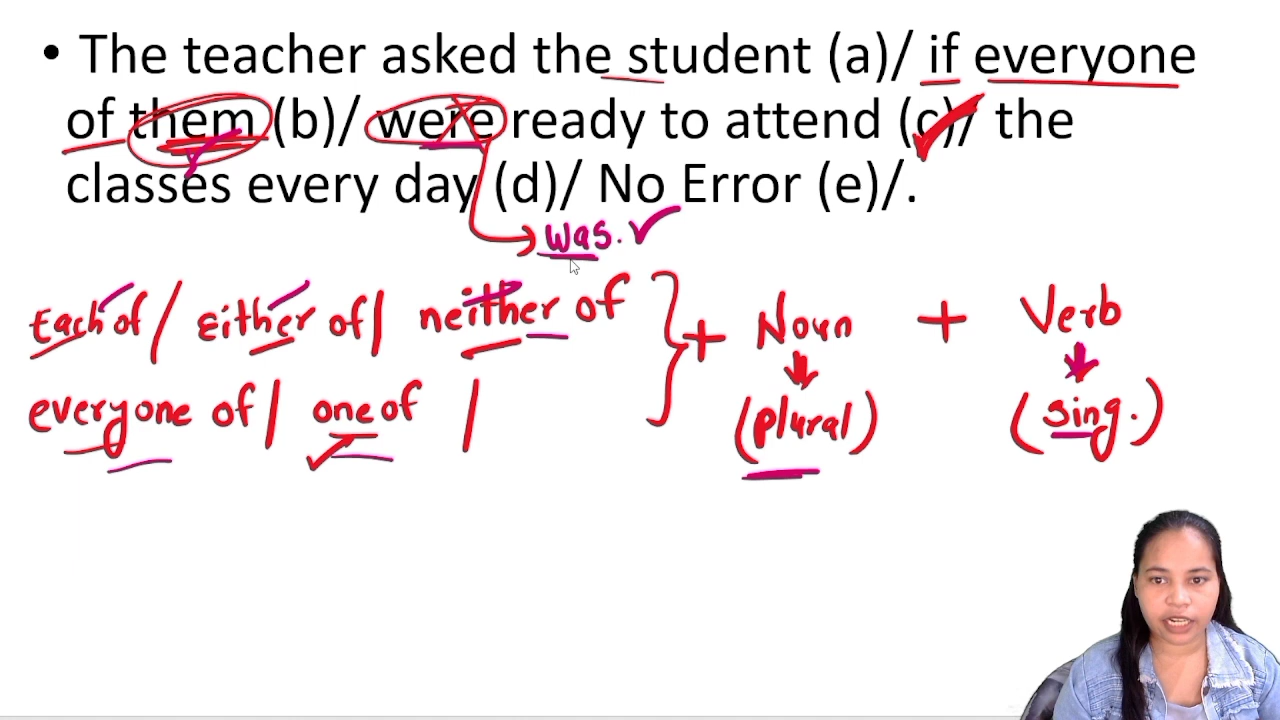 • The teacher asked the student (a)/ if everyone
of them (b)/ were ready to attend (c)/ the
classes every day (d)/ No Error (e)/.
was.
Each of / either of / neither of } + Noun + Verb
everyone of / one of / (plural) (sing.)